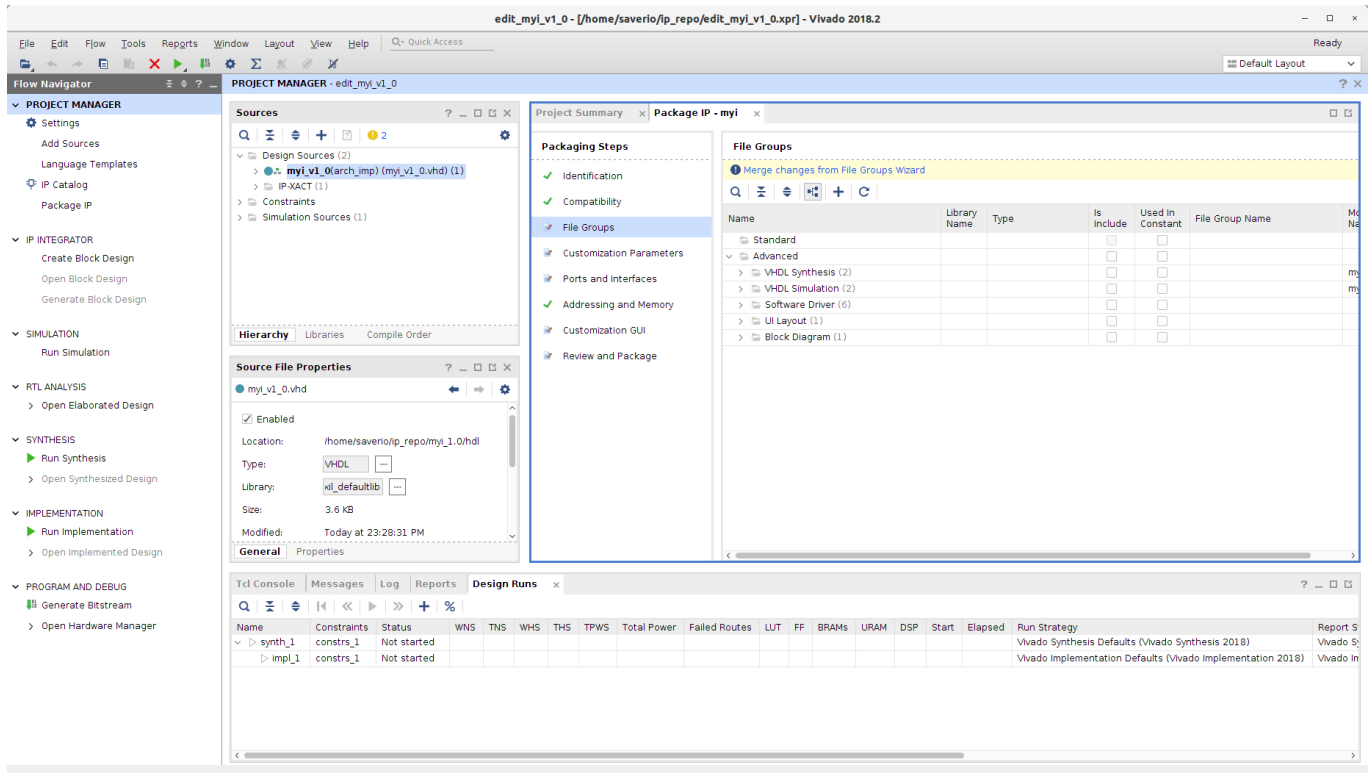 edit_myi_v1_0 - [/home/saverio/ip_repo/edit_myi_v1_0.xpr] - Vivado 2018.2
File Edit Flow Tools Reports Window Layout View Help Quick Access Ready
Default Layout
Flow Navigator
PROJECT MANAGER
Settings
Add Sources
Language Templates
IP Catalog
Package IP
IP INTEGRATOR
Create Block Design
Open Block Design
Generate Block Design
SIMULATION
Run Simulation
RTL ANALYSIS
Open Elaborated Design
SYNTHESIS
Run Synthesis
Open Synthesized Design
IMPLEMENTATION
Run Implementation
Open Implemented Design
PROGRAM AND DEBUG
Generate Bitstream
Open Hardware Manager
PROJECT MANAGER - edit_myi_v1_0
Sources
2
Design Sources (2)
myi_v1_0(arch_imp) (myi_v1_0.vhd) (1)
IP-XACT (1)
Constraints
Simulation Sources (1)
Hierarchy Libraries Compile Order
Source File Properties
myi_v1_0.vhd
Enabled
Location: /home/saverio/ip_repo/myi_1.0/hdl
Type: VHDL
Library: xil_defaultlib
Size: 3.6 KB
Modified: Today at 23:28:31 PM
General Properties
Project Summary Package IP - myi
Packaging Steps
Identification
Compatibility
File Groups
Customization Parameters
Ports and Interfaces
Addressing and Memory
Customization GUI
Review and Package
File Groups
Merge changes from File Groups Wizard
Name Library Name Type Is Include Used In Constant File Group Name
Standard
Advanced
VHDL Synthesis (2) my
VHDL Simulation (2) my
Software Driver (6)
UI Layout (1)
Block Diagram (1)
Tcl Console Messages Log Reports Design Runs
Name Constraints Status WNS TNS WHS THS TPWS Total Power Failed Routes LUT FF BRAMs URAM DSP Start Elapsed Run Strategy Report S
synth_1 constrs_1 Not started Vivado Synthesis Defaults (Vivado Synthesis 2018) Vivado Sy
impl_1 constrs_1 Not started Vivado Implementation Defaults (Vivado Implementation 2018) Vivado Im